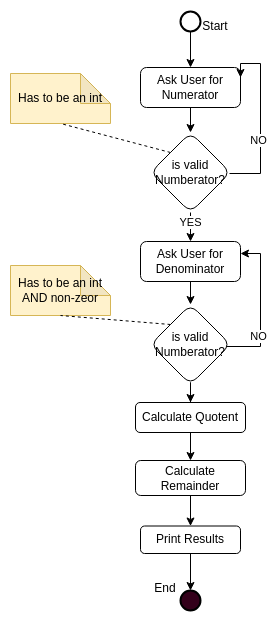 Start
Ask User for
Numerator
Has to be an int
NO
is valid
Numberator?
YES
Ask User for
Denominator
Has to be an int
AND non-zeor
NO
is valid
Numberator?
Calculate Quotent
Calculate
Remainder
Print Results
End